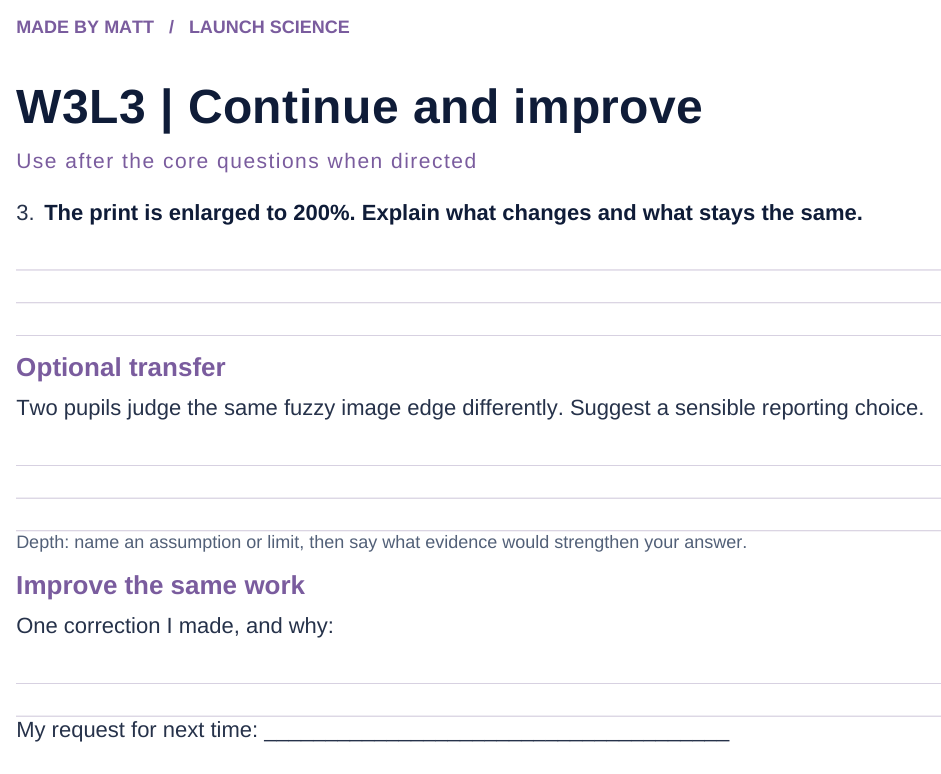 MADE BY MATT / LAUNCH SCIENCE
W3L3 | Continue and improve
Use after the core questions when directed
3. The print is enlarged to 200%. Explain what changes and what stays the same.
Optional transfer
Two pupils judge the same fuzzy image edge differently. Suggest a sensible reporting choice.
Depth: name an assumption or limit, then say what evidence would strengthen your answer.
Improve the same work
One correction I made, and why:
My request for next time: ______________________________________